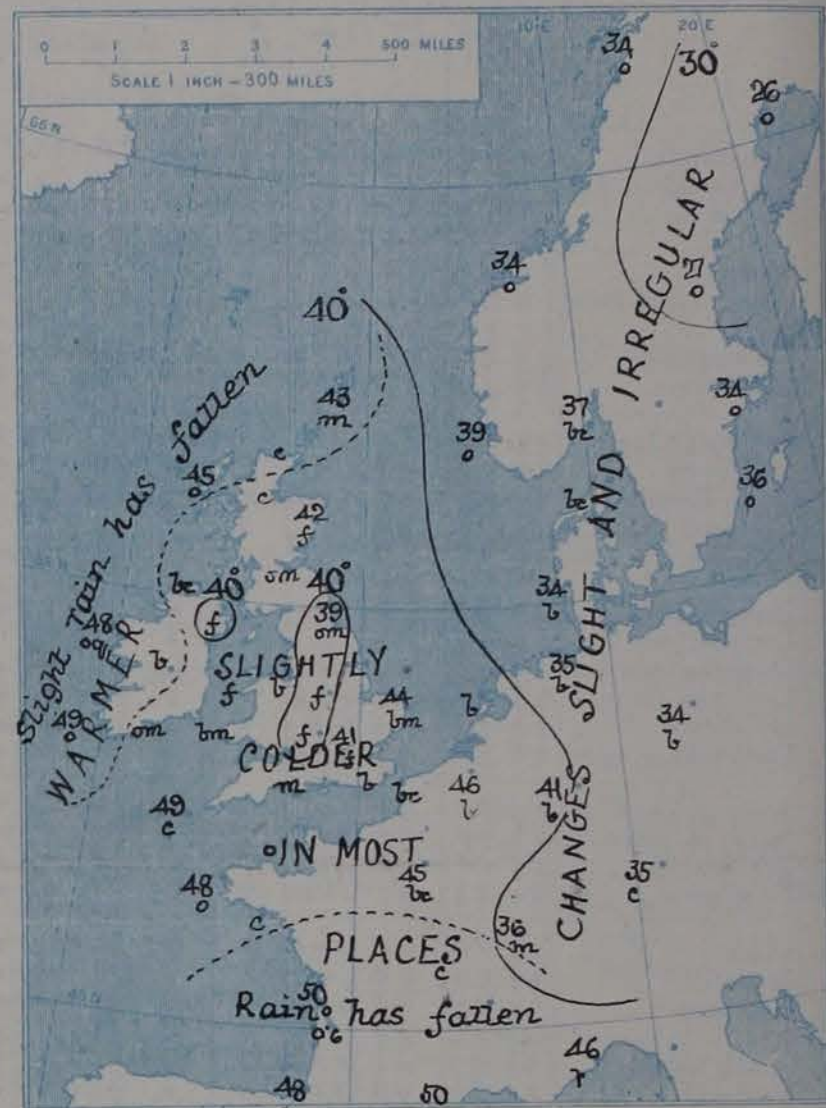 0 1 2 3 4 500 MILES
SCALE 1 INCH – 300 MILES
10°E
20°E
65 N
34
30°
26
34
IRREGULAR
40°
43
m
37
bc
34
39
o
36
o
Slight rain has fallen
45
c
c
42
f
bc
AND
bc
40°
om
40°
f
39
om
34
b
48
WARMER
b
SLIGHTLY
35
b
SLIGHT
f
b
f
44
bm
b
34
b
49
om
bm
f
41
f
COLDER
m
b
bc
46
b
41
b
49
c
CHANGES
IN MOST
45
bc
35
c
48
c
36
m
PLACES
c
50
Rain has fallen
46
r
48
50